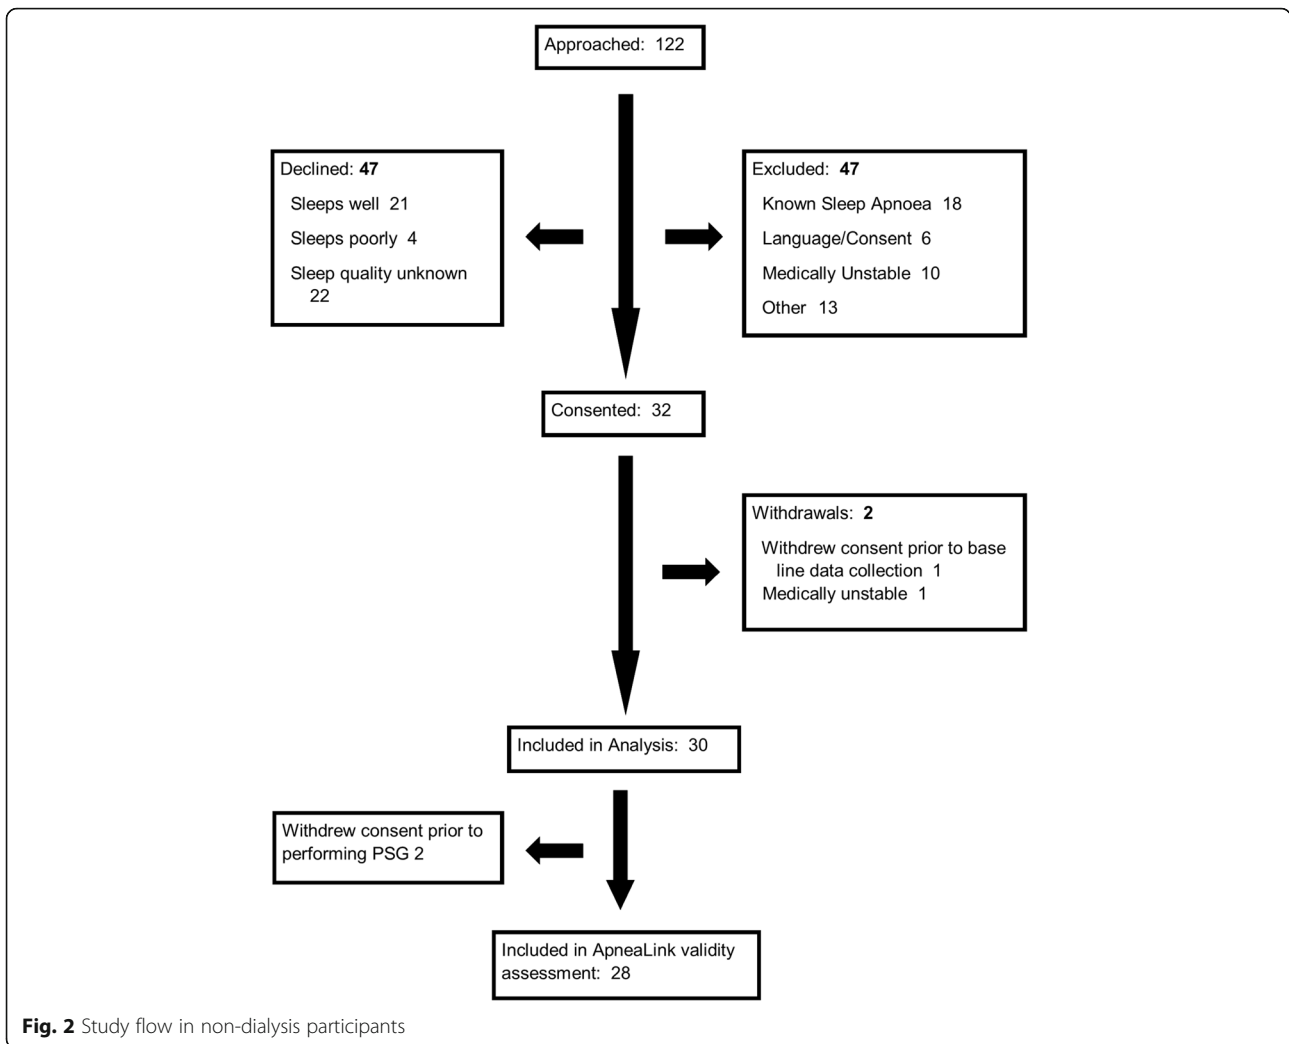 Approached: 122
Declined: 47
Sleeps well 21
Sleeps poorly 4
Sleep quality unknown
22
Excluded: 47
Known Sleep Apnoea 18
Language/Consent 6
Medically Unstable 10
Other 13
Consented: 32
Withdrawals: 2
Withdrew consent prior to base
line data collection 1
Medically unstable 1
Included in Analysis: 30
Withdrew consent prior to
performing PSG 2
Included in ApneaLink validity
assessment: 28
Fig. 2 Study flow in non-dialysis participants